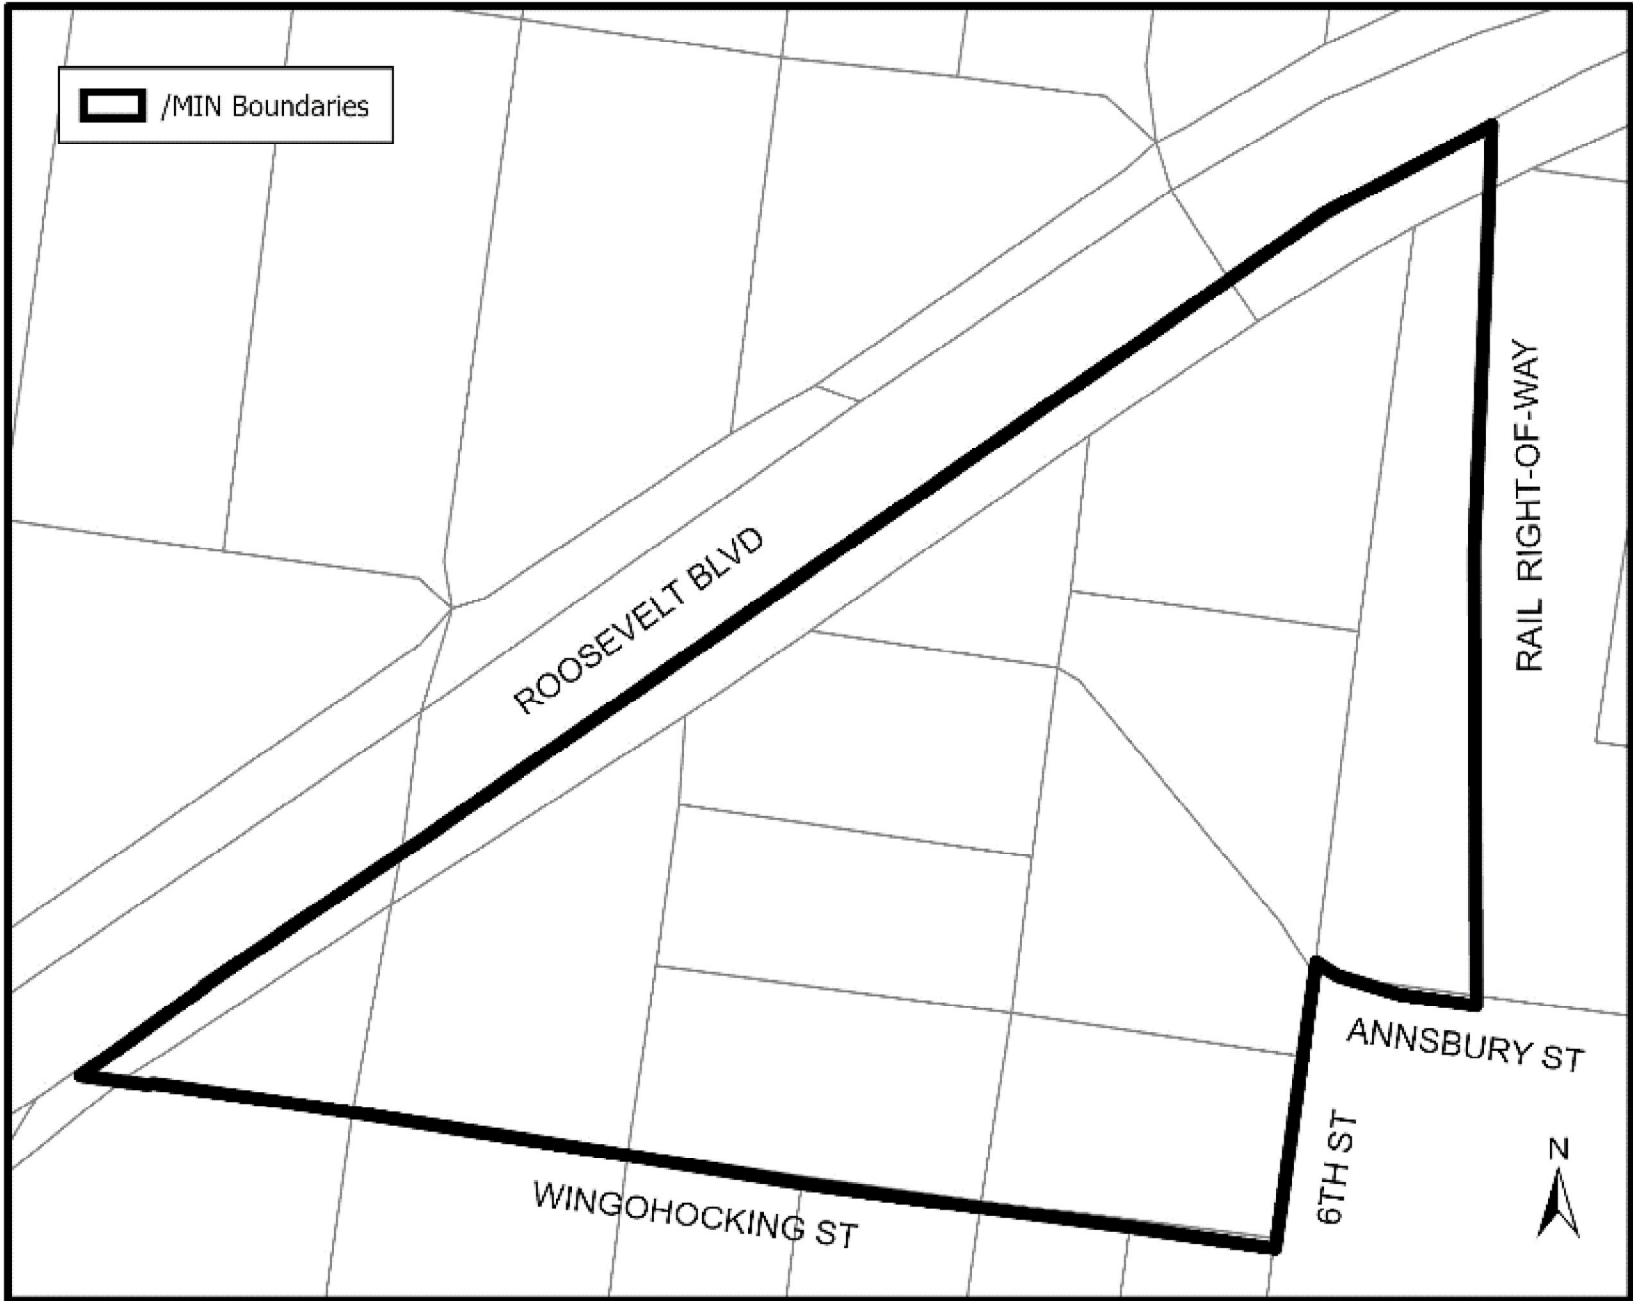 /MIN Boundaries
ROOSEVELT BLVD
RAIL RIGHT-OF-WAY
ANNSBURY ST
6TH ST
WINGOHOCKING ST
N